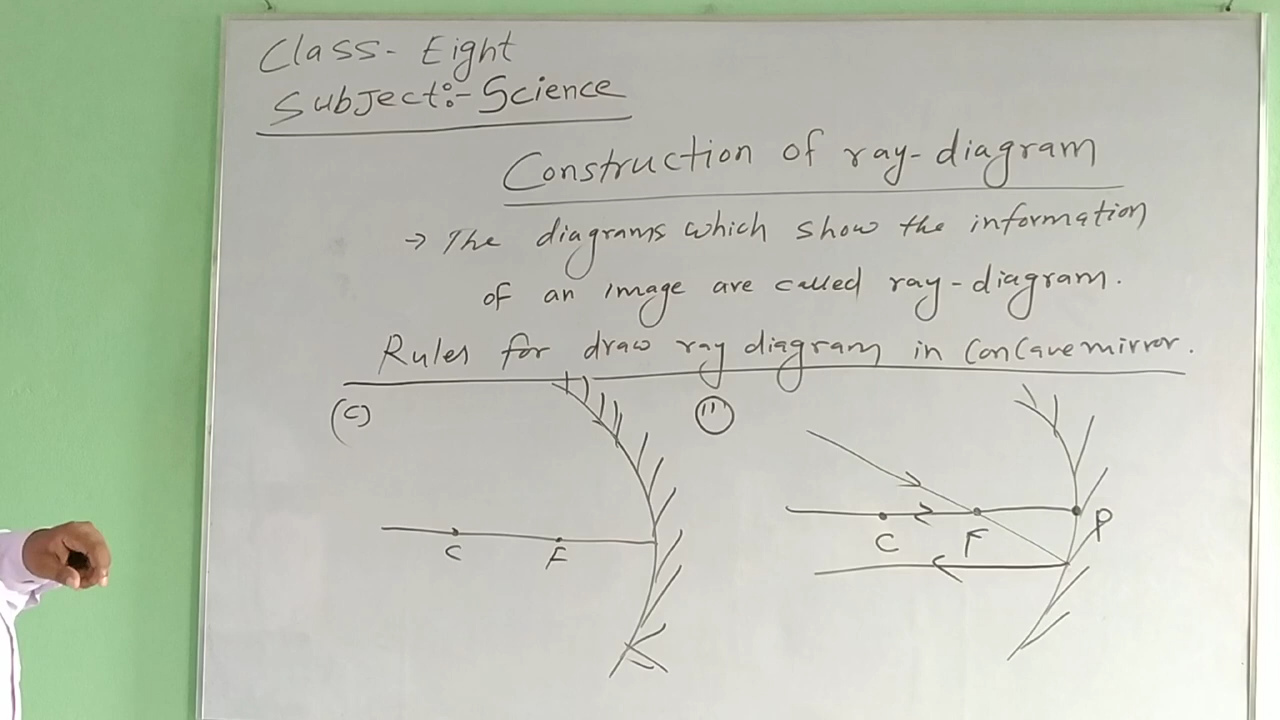 Class- Eight
Subject:- Science
Construction of ray-diagram
→ The diagrams which show the information
of an image are called ray-diagram.
Rules for draw ray diagram in Concave mirror.
(c)
(ii)
C F
C F P